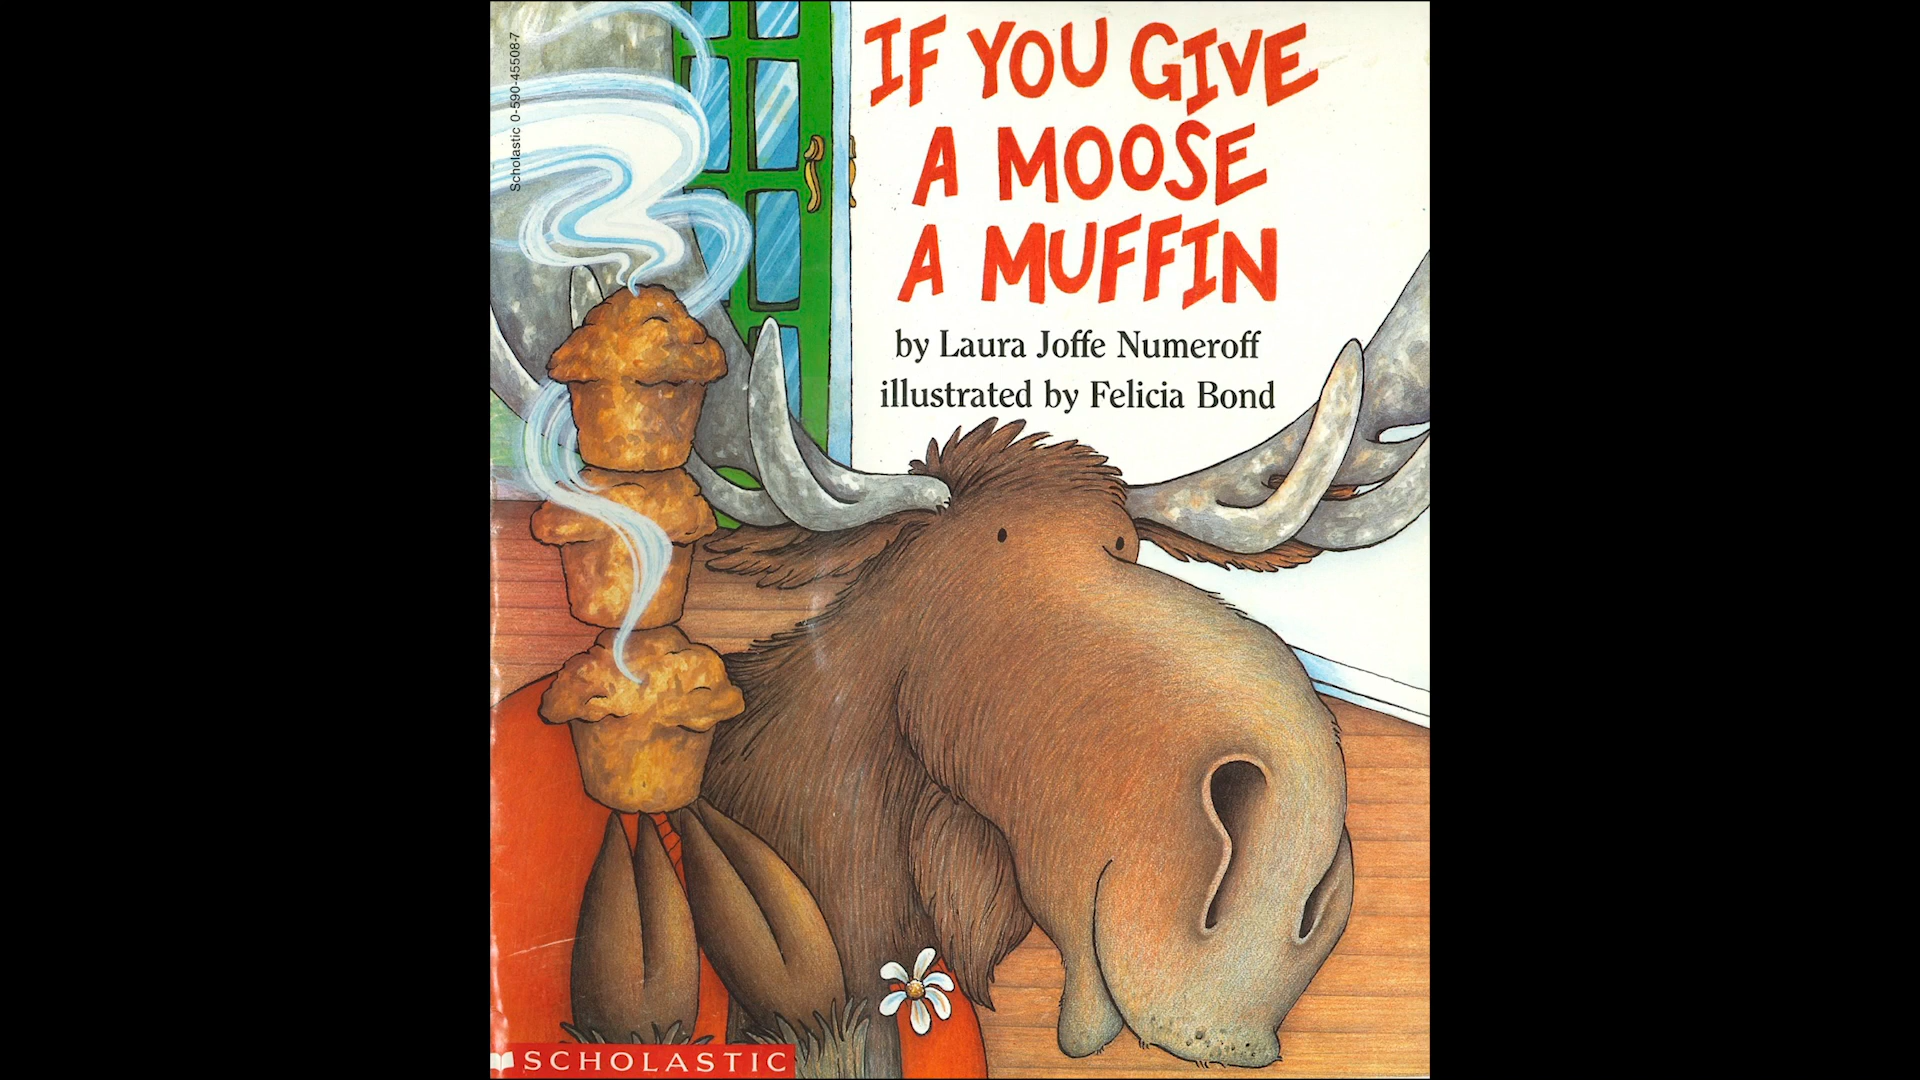 Scholastic 0-590-45508-7
IF YOU GIVE
A MOOSE
A MUFFIN
by Laura Joffe Numeroff
illustrated by Felicia Bond
SCHOLASTIC